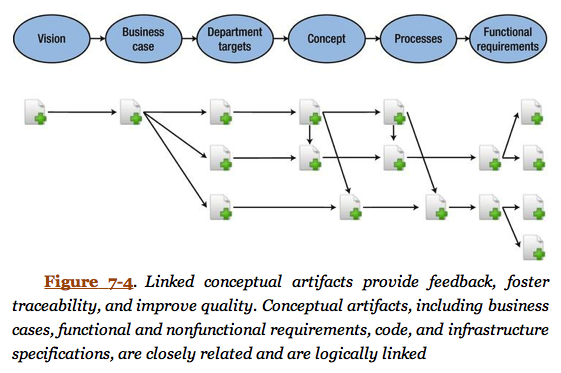 Vision
Business
case
Department
targets
Concept
Processes
Functional
requirements
Figure 7-4. Linked conceptual artifacts provide feedback, foster
traceability, and improve quality. Conceptual artifacts, including business
cases, functional and nonfunctional requirements, code, and infrastructure
specifications, are closely related and are logically linked